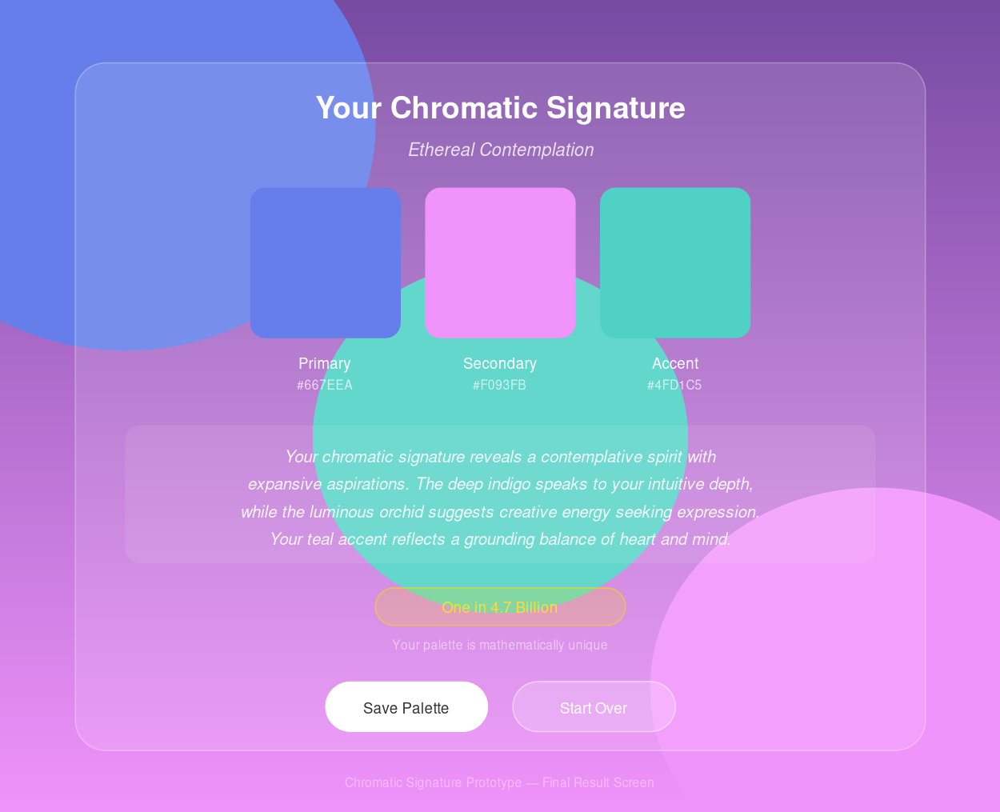 Your Chromatic Signature
Ethereal Contemplation
Primary
#667EEA
Secondary
#F093FB
Accent
#4FD1C5
Your chromatic signature reveals a contemplative spirit with
expansive aspirations. The deep indigo speaks to your intuitive depth,
while the luminous orchid suggests creative energy seeking expression.
Your teal accent reflects a grounding balance of heart and mind.
One in 4.7 Billion
Your palette is mathematically unique
Save Palette
Start Over
Chromatic Signature Prototype — Final Result Screen